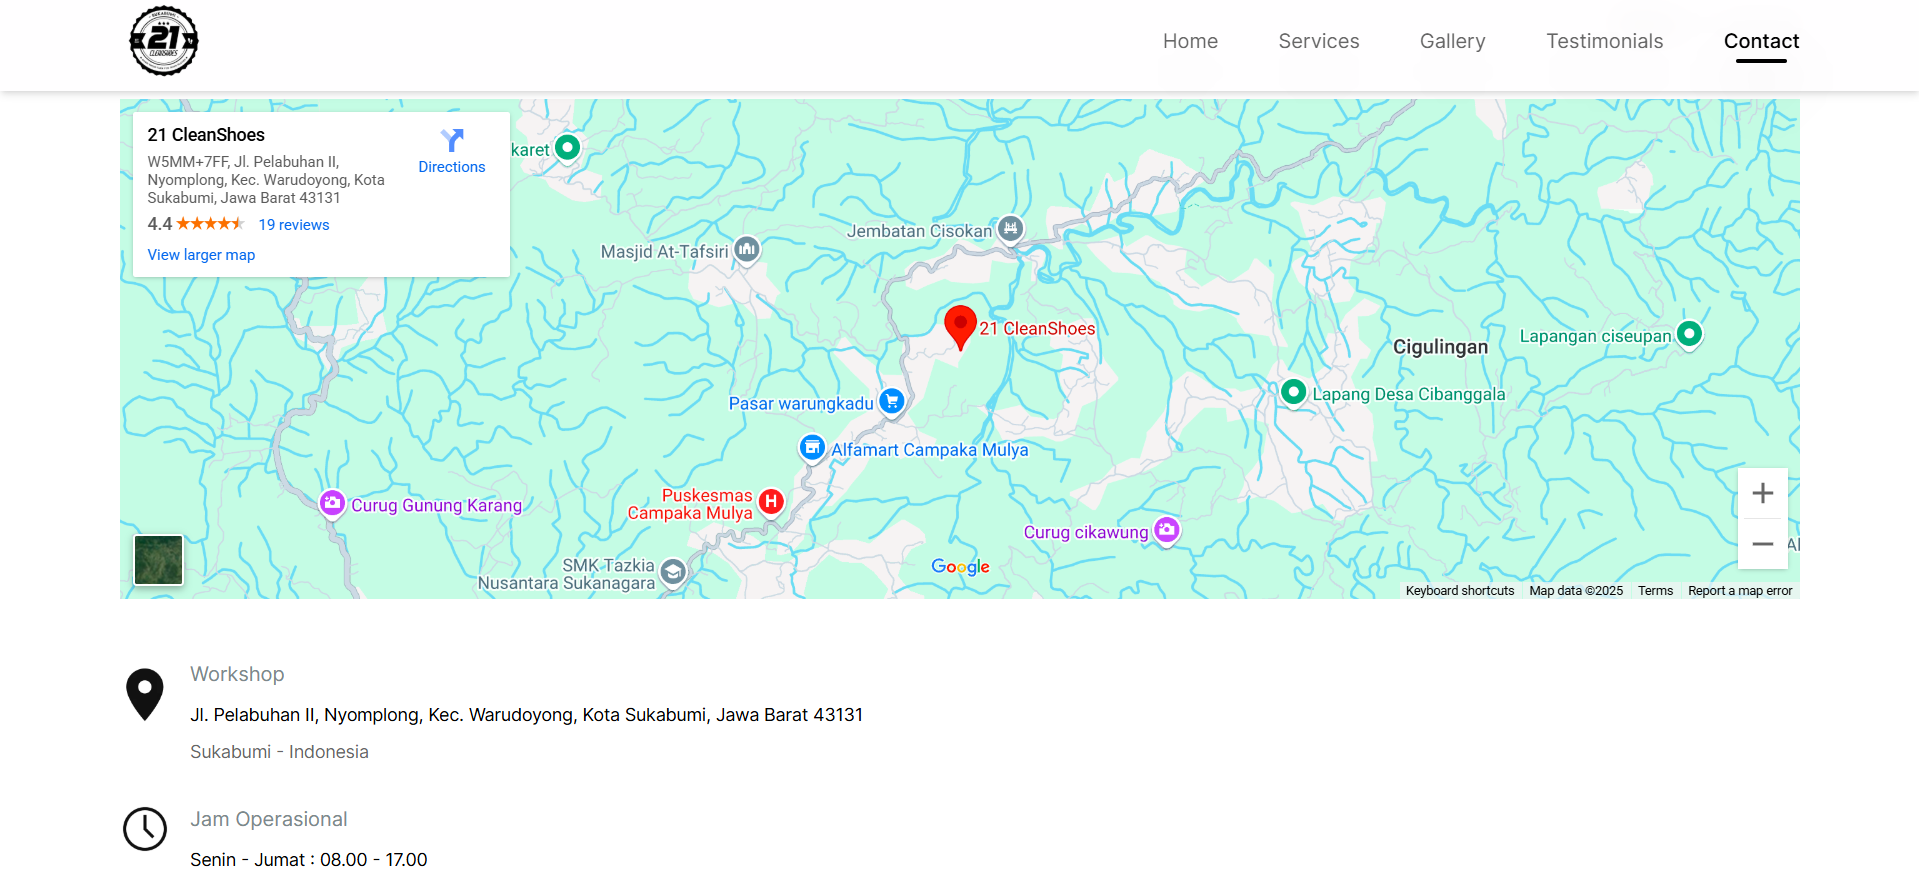 SUKABUMI
21
CLEANSHOES
Home
Services
Gallery
Testimonials
Contact
21 CleanShoes
W5MM+7FF, Jl. Pelabuhan II,
Nyomplong, Kec. Warudoyong, Kota
Sukabumi, Jawa Barat 43131
4.4
19 reviews
View larger map
Directions
karet
Masjid At-Tafsiri
Jembatan Cisokan
21 CleanShoes
Cigulingan
Lapangan ciseupan
Lapang Desa Cibanggala
Pasar warungkadu
Alfamart Campaka Mulya
Puskesmas
Campaka Mulya
Curug Gunung Karang
Curug cikawung
SMK Tazkia
Nusantara Sukanagara
Google
Keyboard shortcuts
Map data ©2025
Terms
Report a map error
Workshop
Jl. Pelabuhan II, Nyomplong, Kec. Warudoyong, Kota Sukabumi, Jawa Barat 43131
Sukabumi - Indonesia
Jam Operasional
Senin - Jumat : 08.00 - 17.00